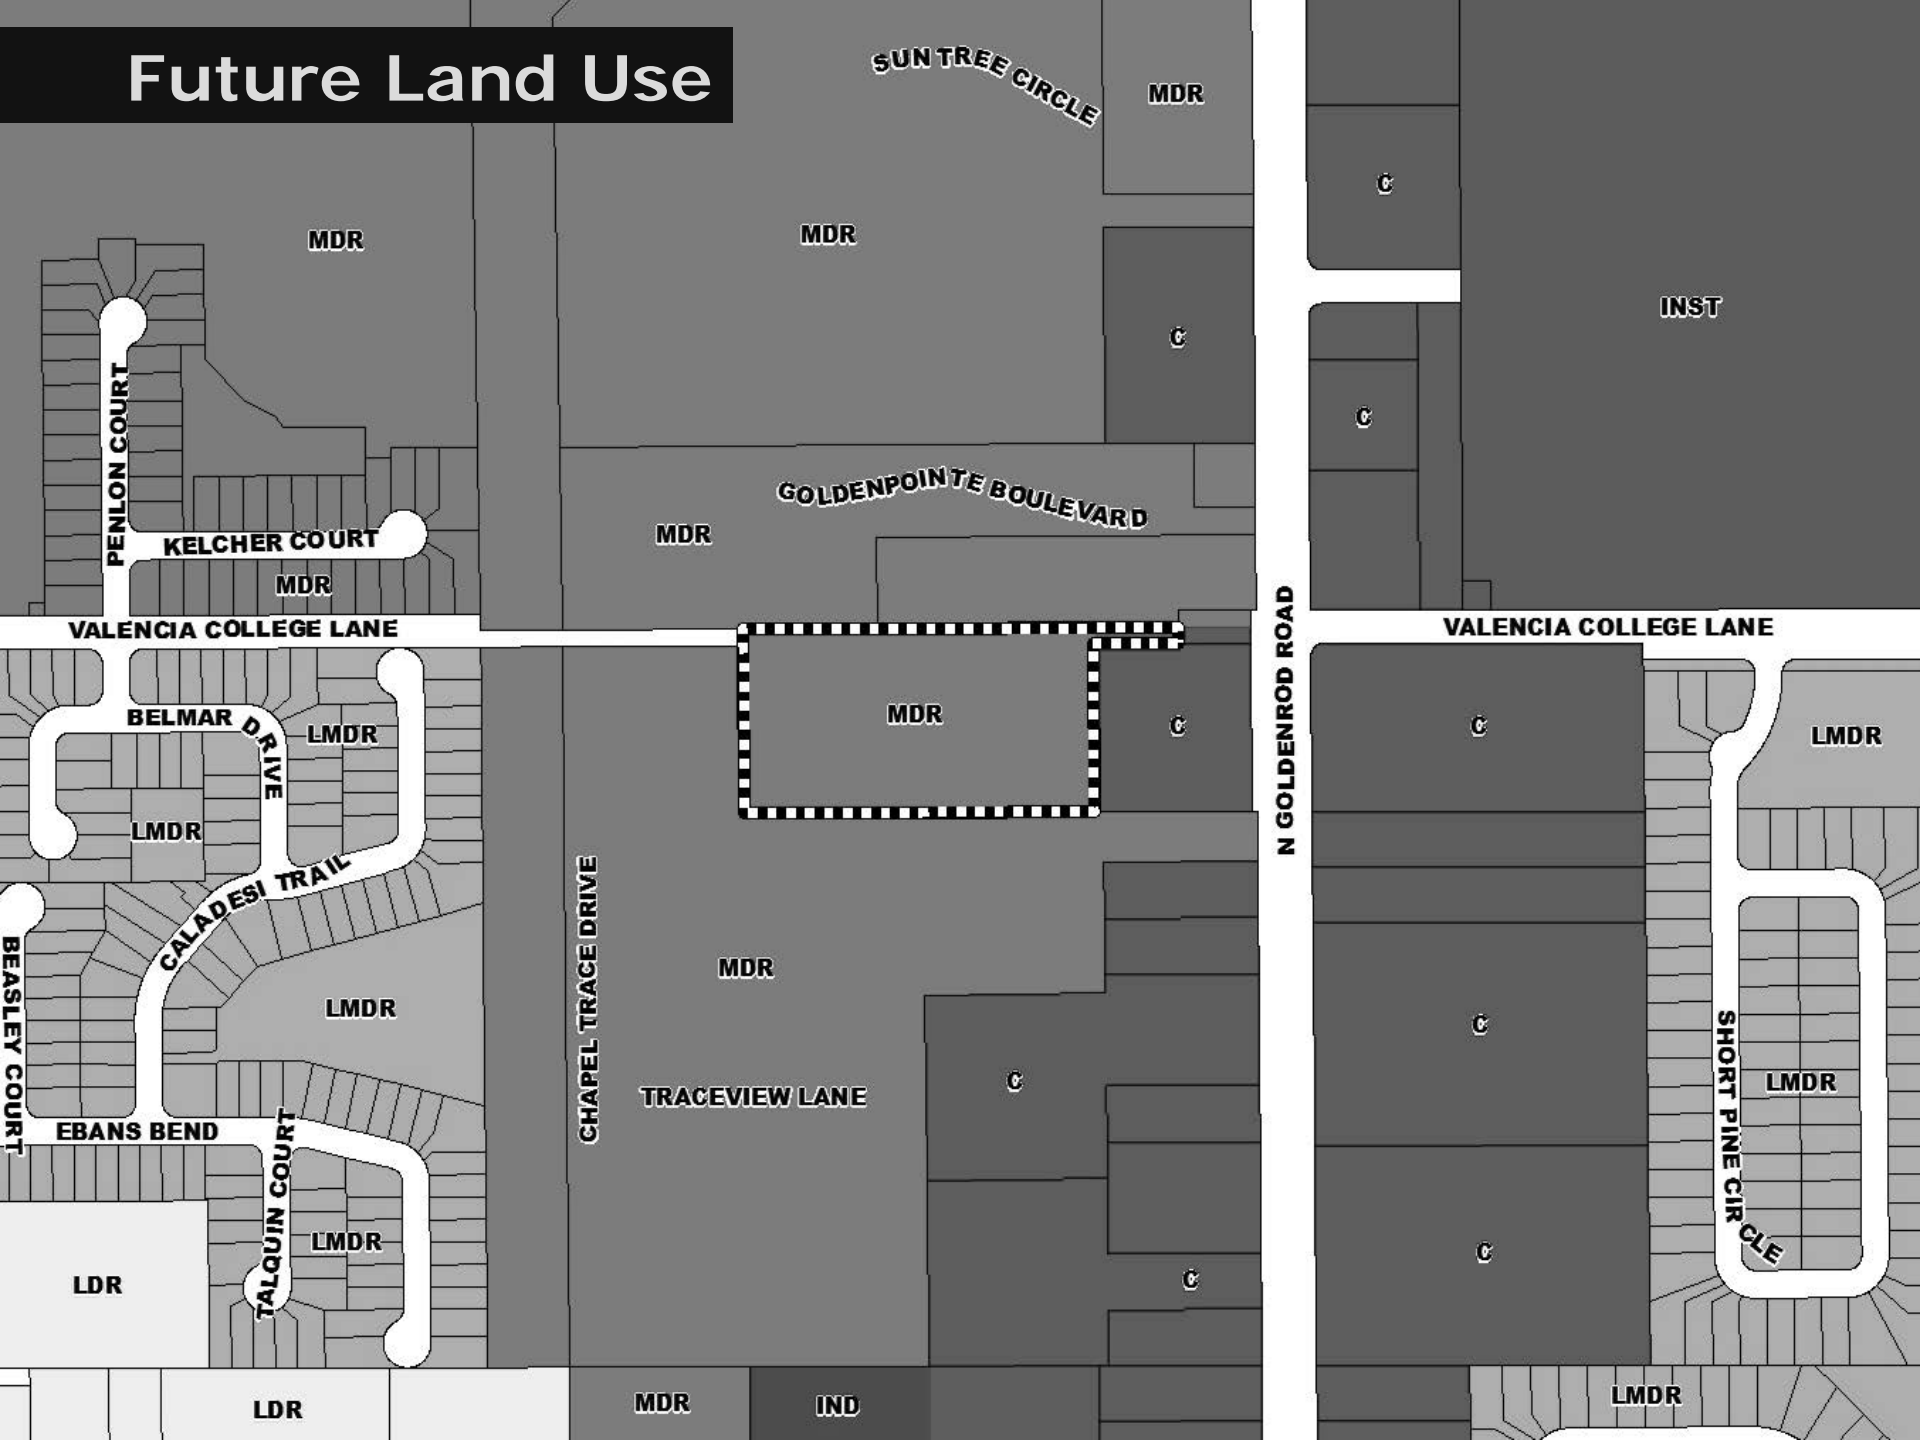 Future Land Use
SUN TREE CIRCLE
MDR
C
MDR
MDR
INST
C
C
PENLON COURT
GOLDENPOINTE BOULEVARD
MDR
KELCHER COURT
MDR
VALENCIA COLLEGE LANE
VALENCIA COLLEGE LANE
N GOLDENROD ROAD
BELMAR DRIVE
LMDR
MDR
C
C
LMDR
LMDR
CALADESI TRAIL
CHAPEL TRACE DRIVE
BEASLEY COURT
MDR
LMDR
C
SHORT PINE CIRCLE
C
LMDR
TRACEVIEW LANE
EBANS BEND
TALQUIN COURT
LMDR
C
C
LDR
LDR
MDR
IND
LMDR